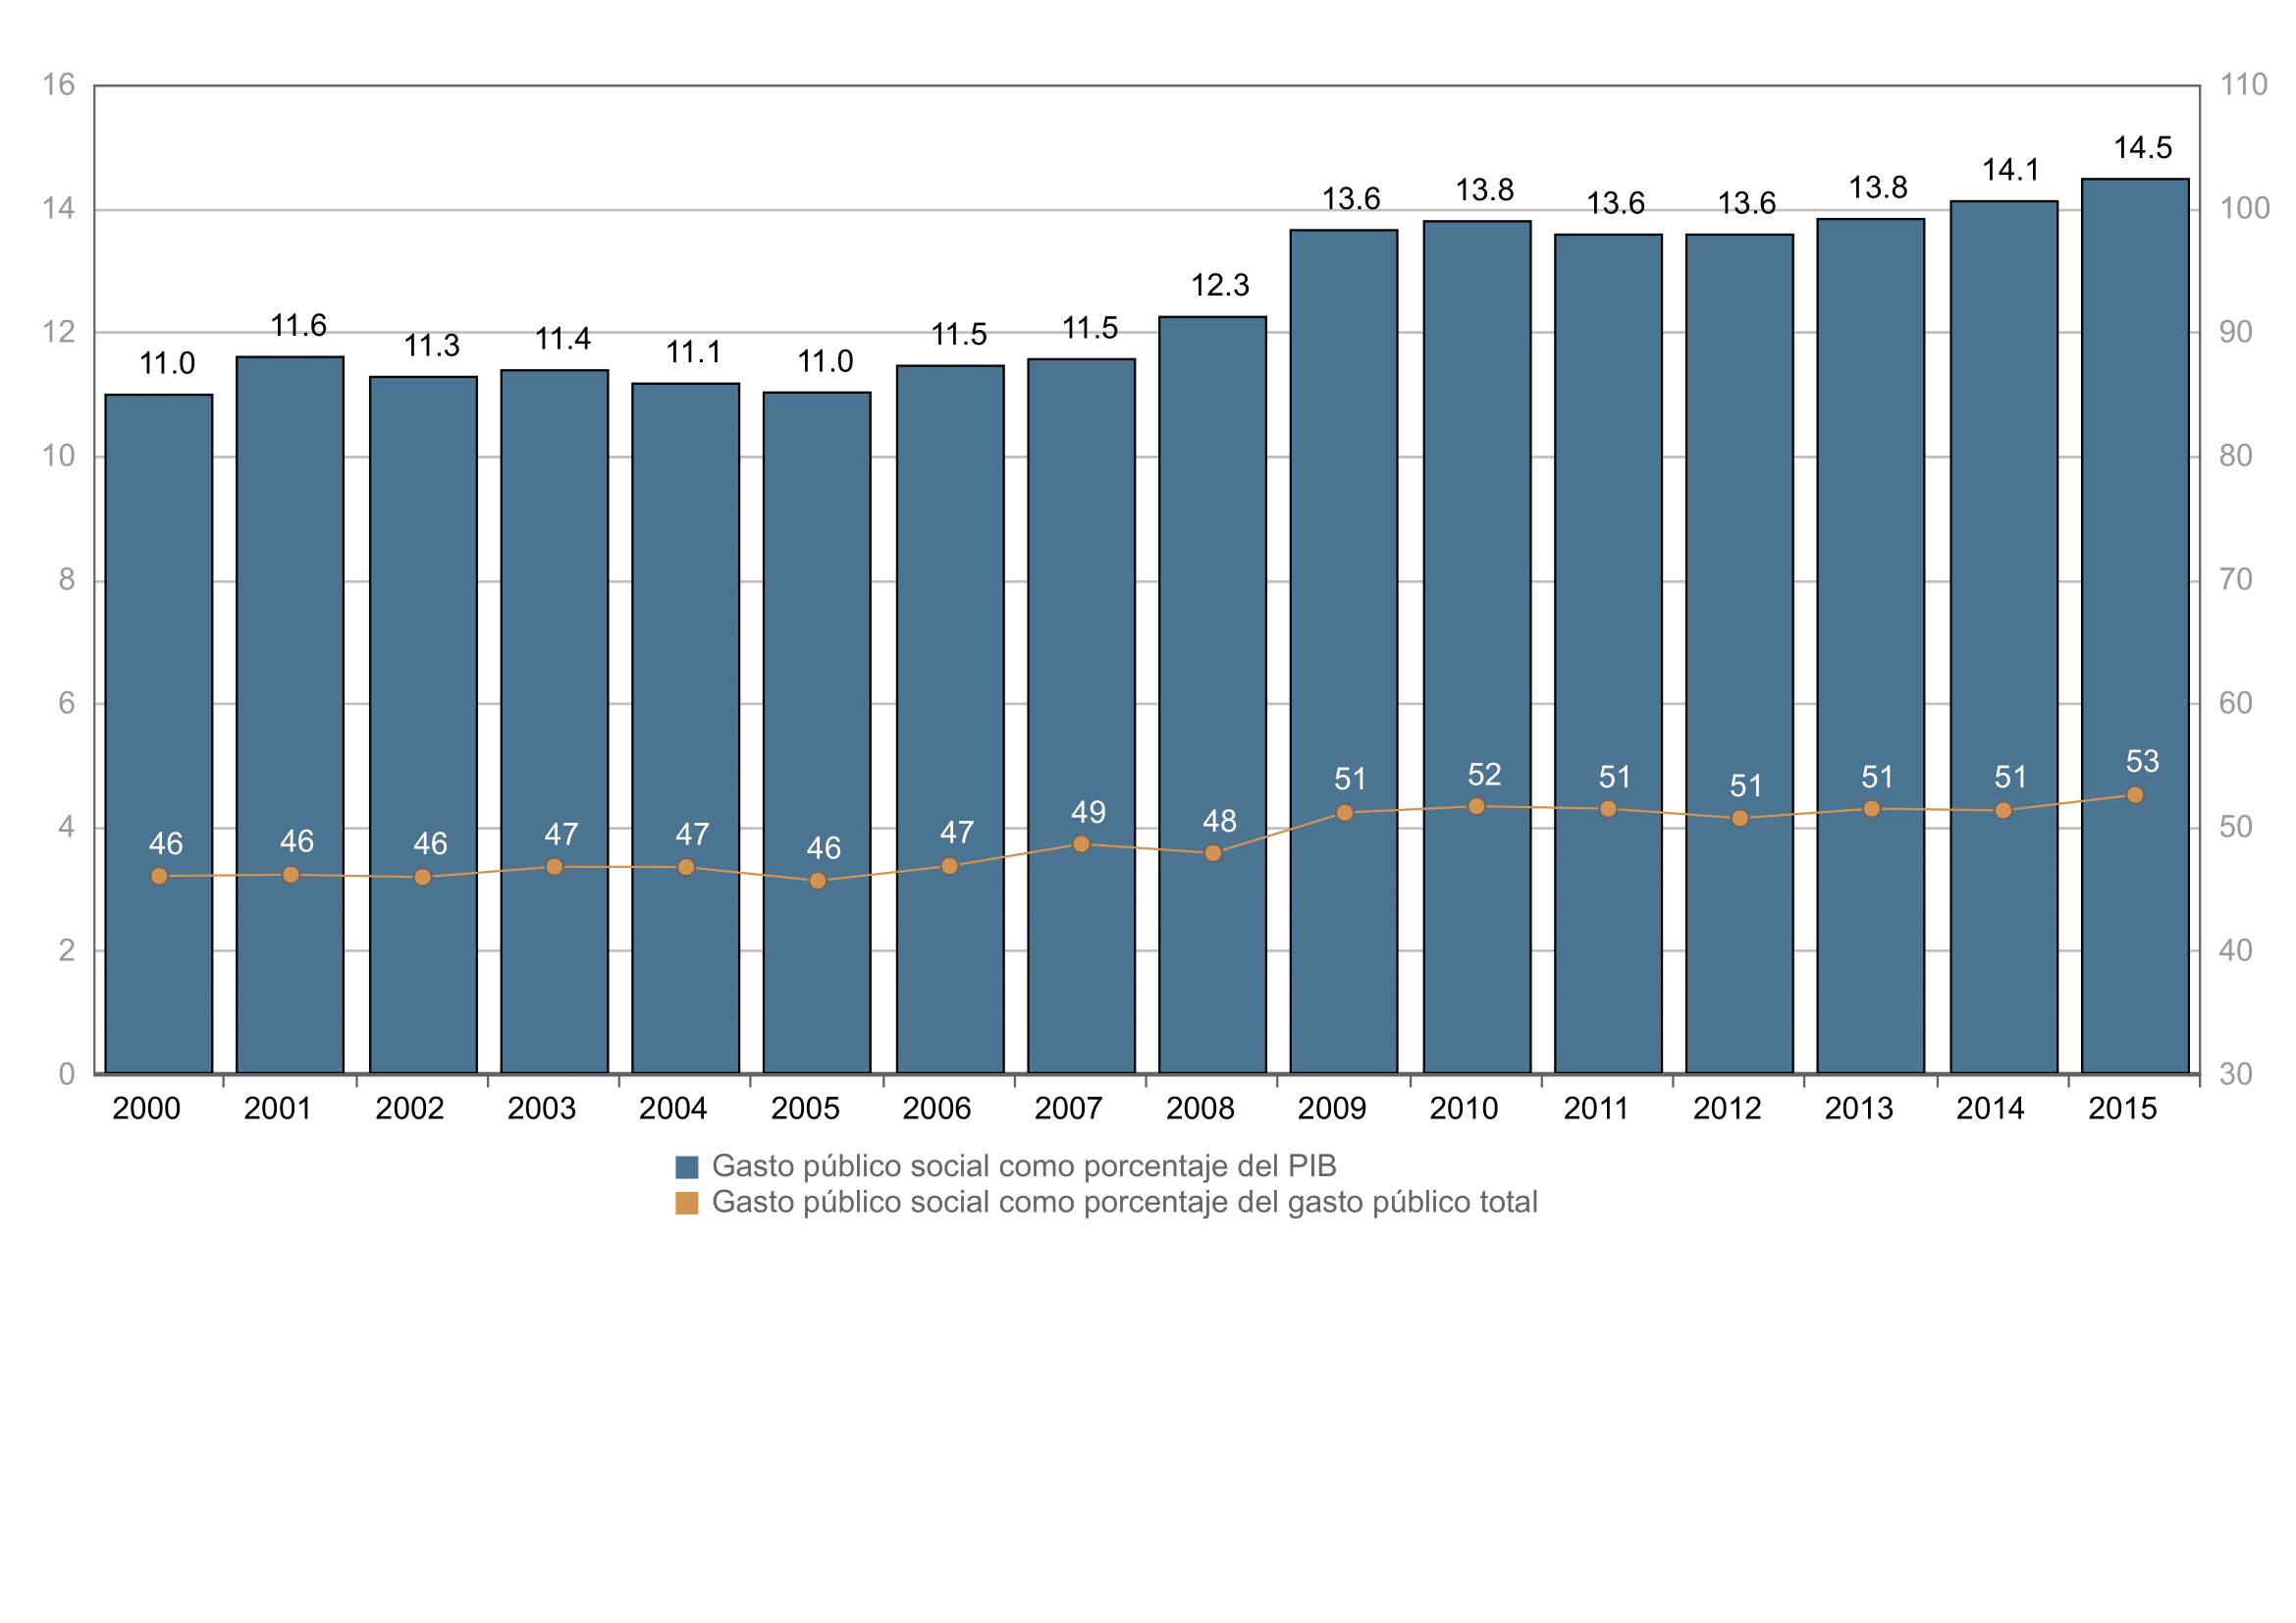 16 110
14.5
14.1
13.8 13.8
13.6 13.6 13.6
14 100
12.3
12 90
11.6 11.5 11.5
11.3 11.4 11.1
11.0 11.0
10 80
8 70
6 60
53
51 52 51 51 51 51
49 48
4 50
46 46 46 47 47 46 47
2 40
0 30
2000 2001 2002 2003 2004 2005 2006 2007 2008 2009 2010 2011 2012 2013 2014 2015
Gasto público social como porcentaje del PIB
Gasto público social como porcentaje del gasto público total